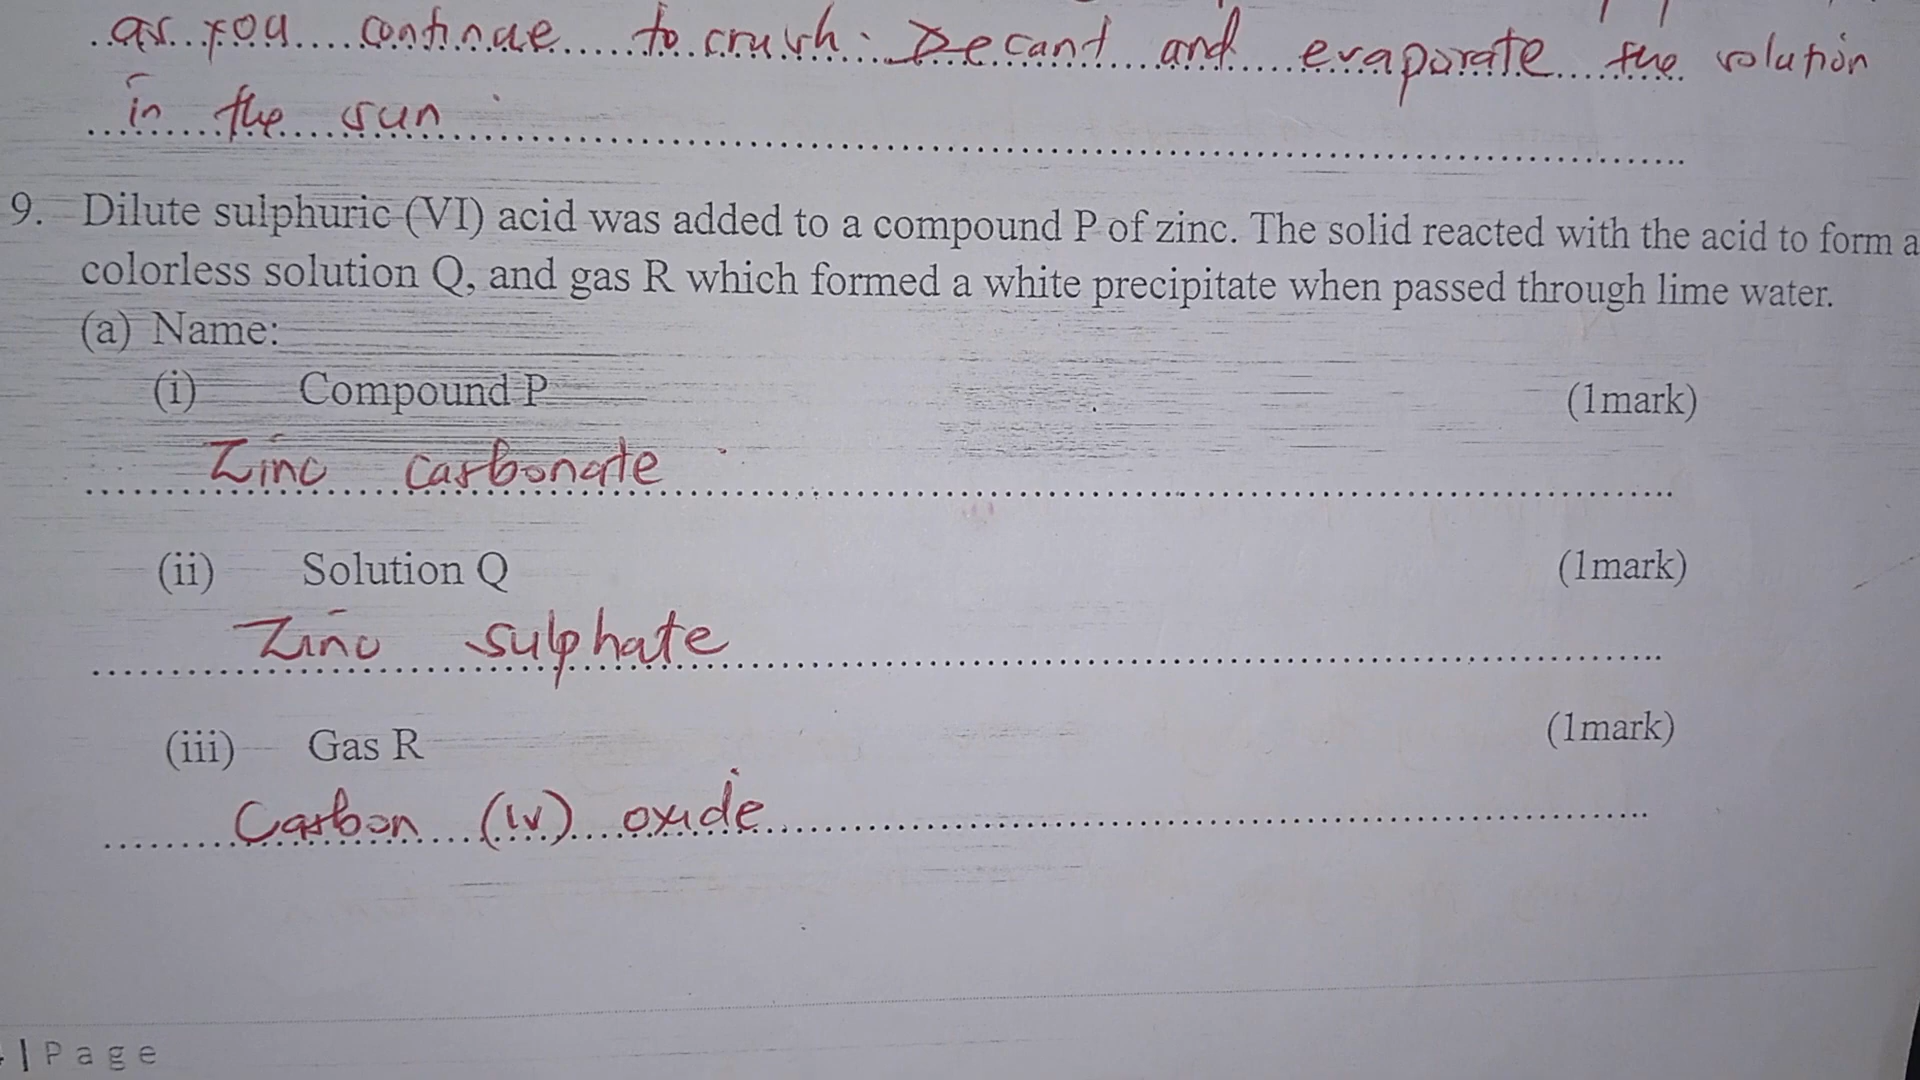 as you continue to crush. Decant and evaporate the solution
in the sun.
9. Dilute sulphuric (VI) acid was added to a compound P of zinc. The solid reacted with the acid to form a
colorless solution Q, and gas R which formed a white precipitate when passed through lime water.
(a) Name:
(i) Compound P (1mark)
Zinc carbonate
(ii) Solution Q (1mark)
Zinc sulphate
(iii) Gas R (1mark)
Carbon (iv) oxide
| Page